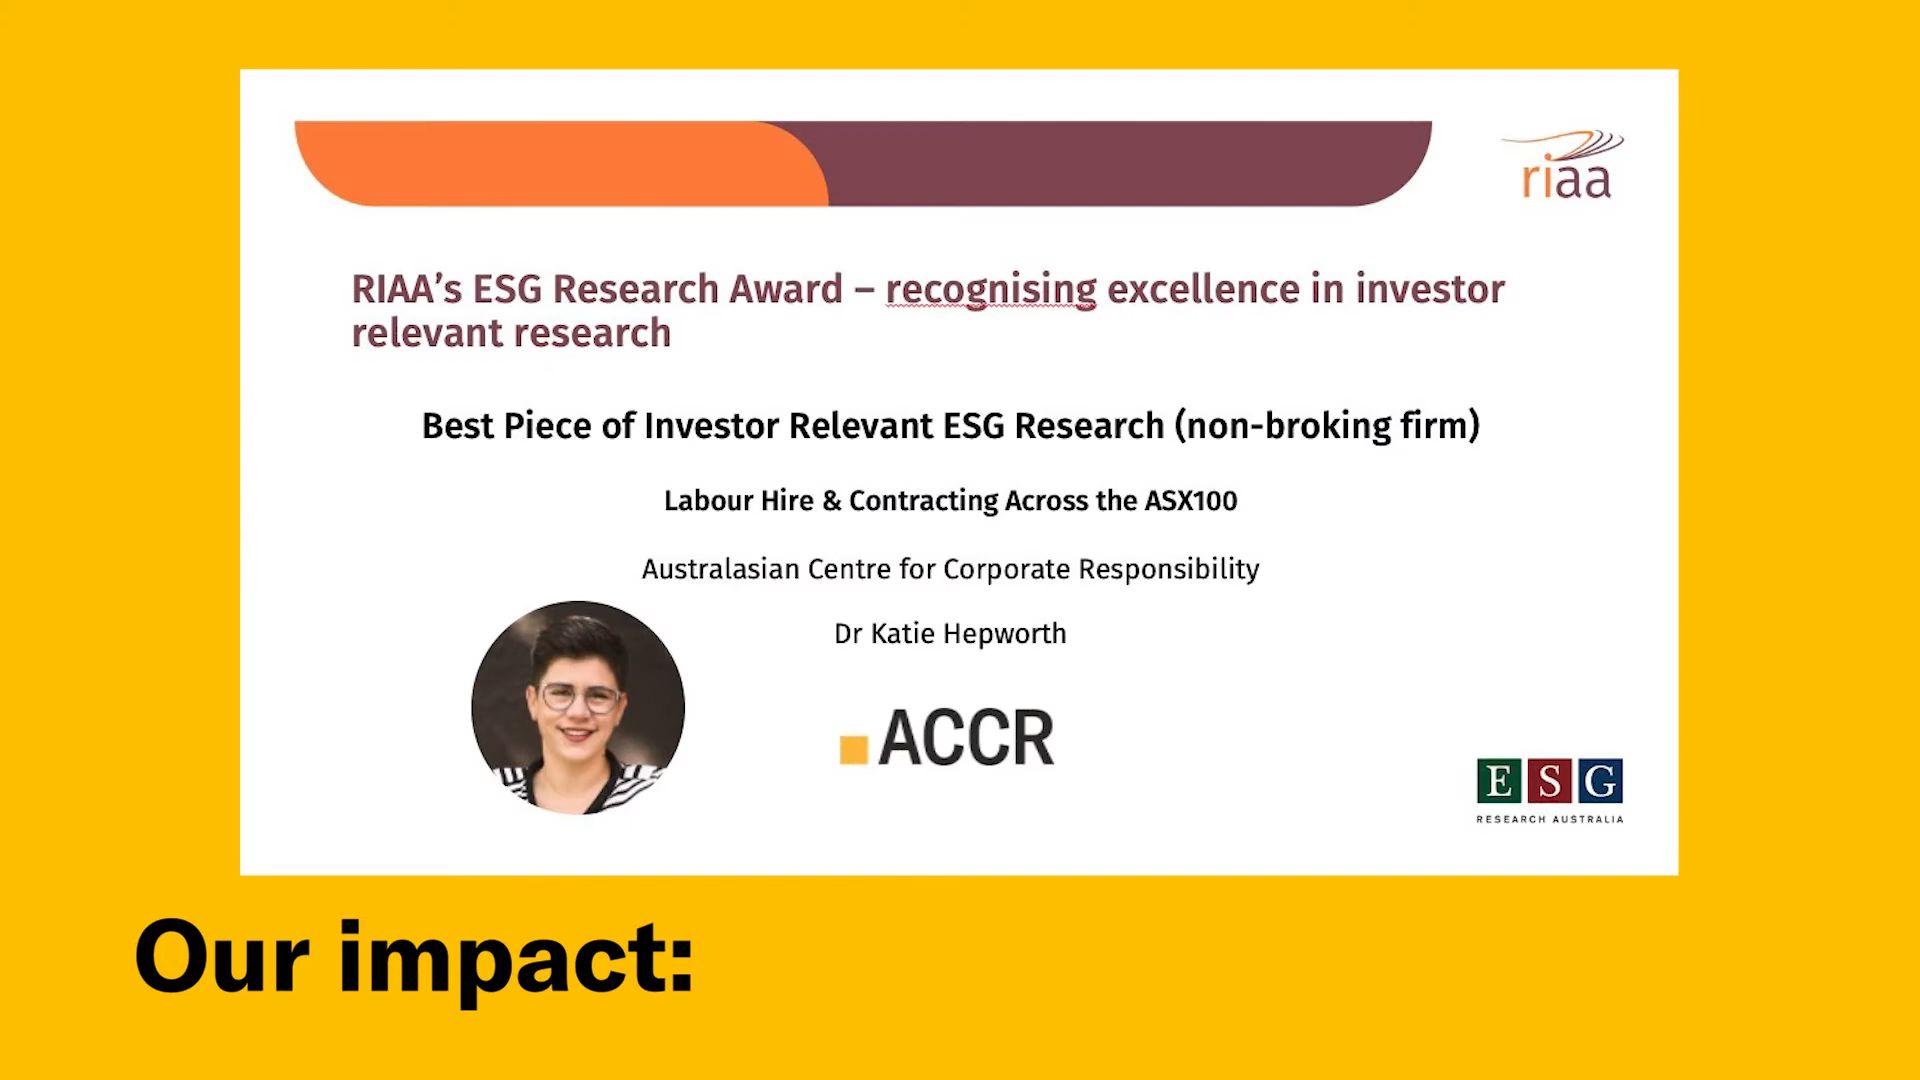 riaa
RIAA’s ESG Research Award – recognising excellence in investor
relevant research
Best Piece of Investor Relevant ESG Research (non-broking firm)
Labour Hire & Contracting Across the ASX100
Australasian Centre for Corporate Responsibility
Dr Katie Hepworth
ACCR
ESG
RESEARCH AUSTRALIA
Our impact: